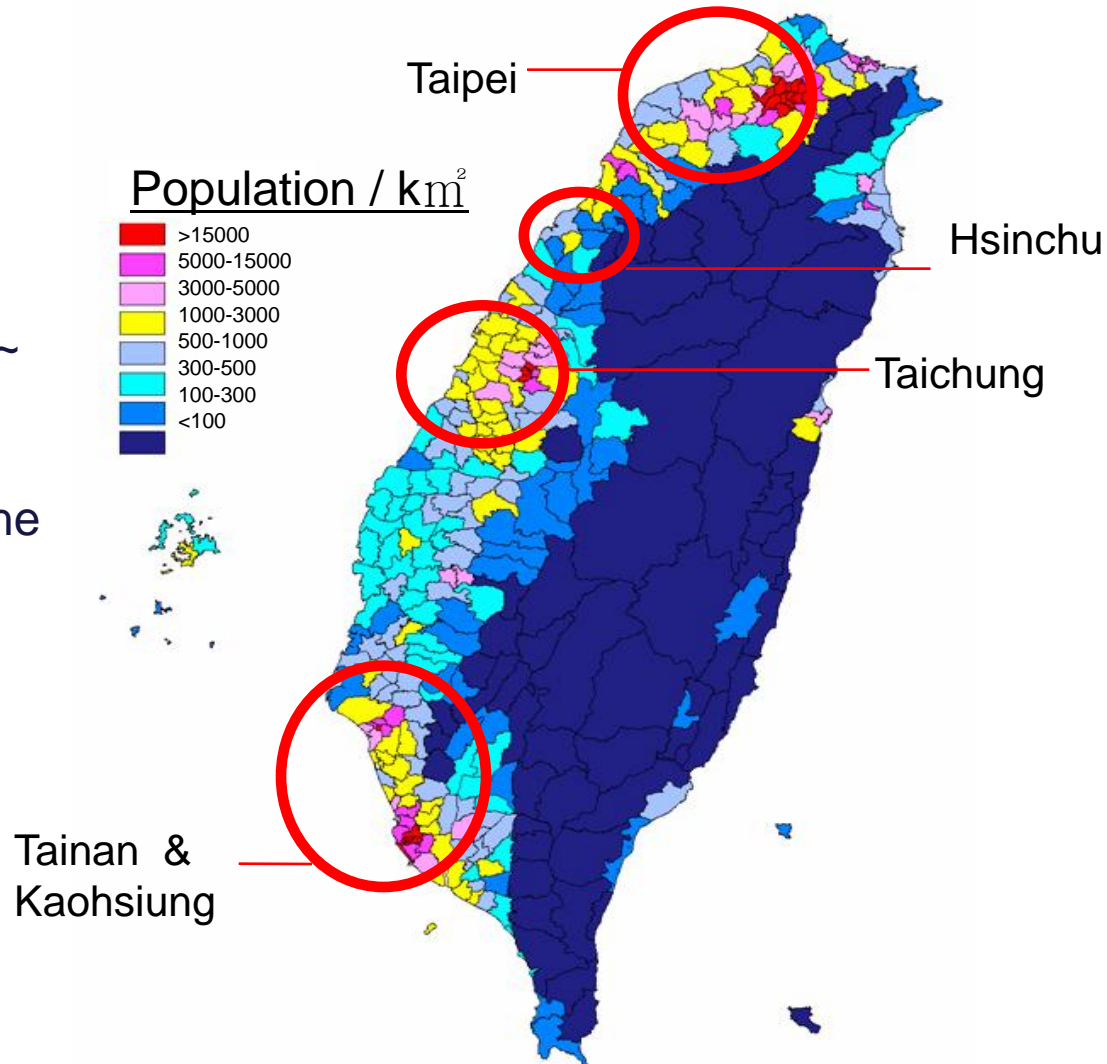 Taipei
Population / k㎡
>15000
5000-15000
3000-5000
1000-3000
500-1000
300-500
100-300
<100
Hsinchu
~
Taichung
ne
Tainan &
Kaohsiung